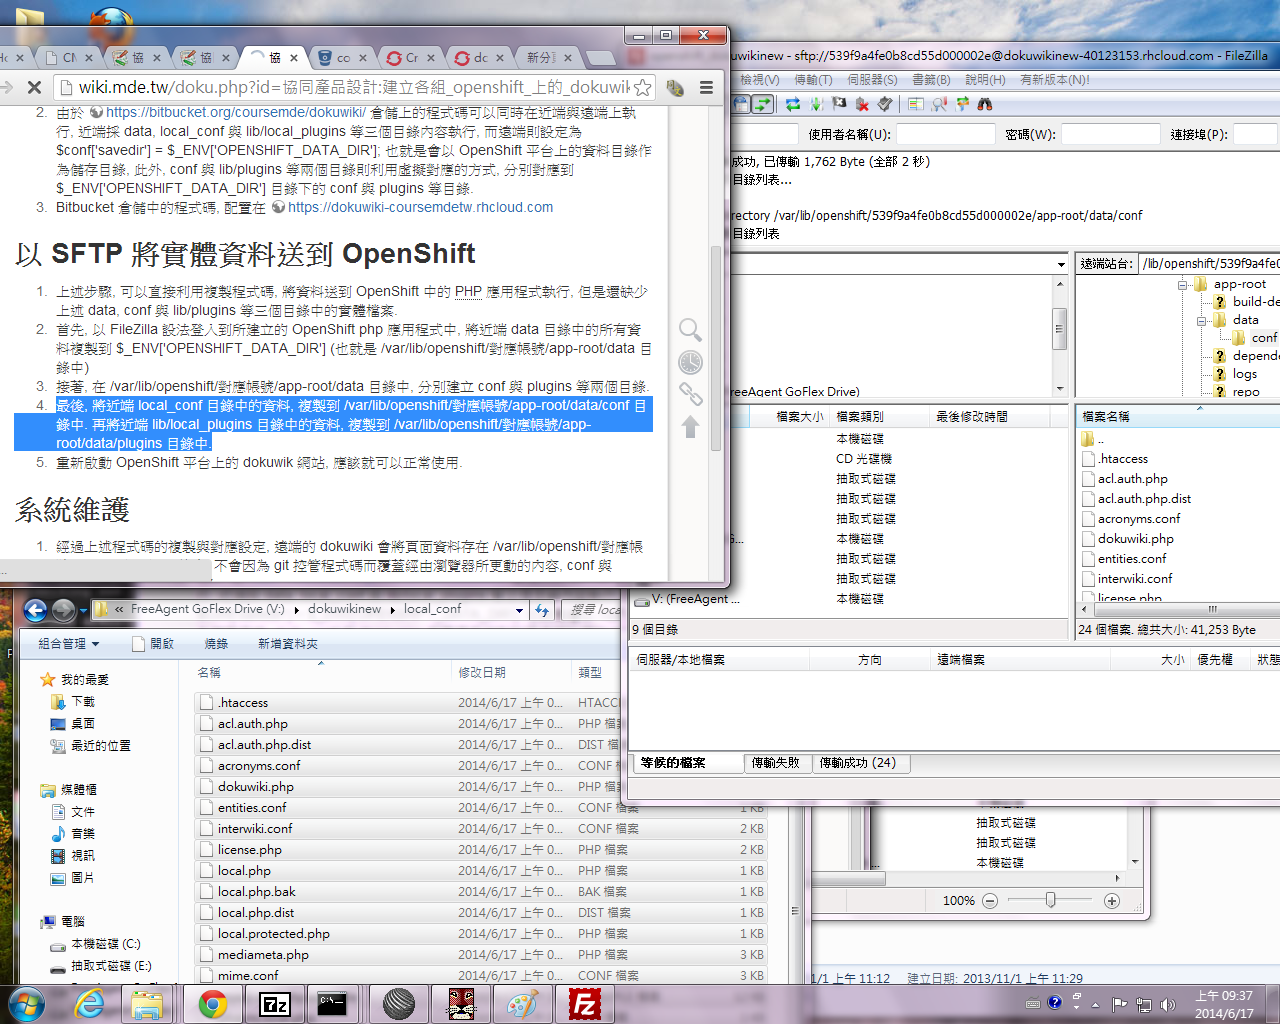 CM
協
協
協
co
Cr
dc
新分
wiki.mde.tw/doku.php?id=協同產品設計:建立各組_openshift_上的_dokuwik
2. 由於 https://bitbucket.org/coursemde/dokuwiki/ 倉儲上的程式碼可以同時在近端與遠端上執
行, 近端採 data, local_conf 與 lib/local_plugins 等三個目錄內容執行, 而遠端則設定為
$conf['savedir'] = $_ENV['OPENSHIFT_DATA_DIR']; 也就是會以 OpenShift 平台上的資料目錄作
為儲存目錄, 此外, conf 與 lib/plugins 等兩個目錄則利用虛擬對應的方式, 分別對應到
$_ENV['OPENSHIFT_DATA_DIR'] 目錄下的 conf 與 plugins 等目錄.
3. Bitbucket 倉儲中的程式碼, 配置在 https://dokuwiki-coursemdetw.rhcloud.com
以 SFTP 將實體資料送到 OpenShift
1. 上述步驟, 可以直接利用複製程式碼, 將資料送到 OpenShift 中的 PHP 應用程式執行, 但是還缺少
上述 data, conf 與 lib/plugins 等三個目錄中的實體檔案.
2. 首先, 以 FileZilla 設法登入到所建立的 OpenShift php 應用程式中, 將近端 data 目錄中的所有資
料複製到 $_ENV['OPENSHIFT_DATA_DIR'] (也就是 /var/lib/openshift/對應帳號/app-root/data 目
錄中)
3. 接著, 在 /var/lib/openshift/對應帳號/app-root/data 目錄中, 分別建立 conf 與 plugins 等兩個目錄.
4. 最後, 將近端 local_conf 目錄中的資料, 複製到 /var/lib/openshift/對應帳號/app-root/data/conf 目
錄中. 再將近端 lib/local_plugins 目錄中的資料, 複製到 /var/lib/openshift/對應帳號/app-
root/data/plugins 目錄中.
5. 重新啟動 OpenShift 平台上的 dokuwik 網站, 應該就可以正常使用.
系統維護
1. 經過上述程式碼的複製與對應設定, 遠端的 dokuwiki 會將頁面資料存在 /var/lib/openshift/對應帳
不會因為 git 控管程式碼而覆蓋經由瀏覽器所更動的內容, conf 與
uwikinew - sftp://539f9a4fe0b8cd55d000002e@dokuwikinew-40123153.rhcloud.com - FileZilla
檢視(V) 傳輸(T) 伺服器(S) 書籤(B) 說明(H) 有新版本(N)!
使用者名稱(U): 密碼(W): 連接埠(P):
成功, 已傳輸 1,762 Byte (全部 2 秒)
目錄列表...
rectory /var/lib/openshift/539f9a4fe0b8cd55d000002e/app-root/data/conf
目錄列表
遠端站台: /lib/openshift/539f9a4fe0
app-root
build-de
data
conf
depende
logs
repo
reeAgent GoFlex Drive)
檔案大小 檔案類別 最後修改時間
本機磁碟
CD 光碟機
抽取式磁碟
抽取式磁碟
本機磁碟
G... 本機磁碟
抽取式磁碟
抽取式磁碟
V: (FreeAgent ... 本機磁碟
9 個目錄
檔案名稱
..
.htaccess
acl.auth.php
acl.auth.php.dist
acronyms.conf
dokuwiki.php
entities.conf
interwiki.conf
license.php
24 個檔案. 總共大小: 41,253 Byte
伺服器/本地檔案 方向 遠端檔案 大小 優先權 狀態
等候的檔案 傳輸失敗 傳輸成功 (24)
« FreeAgent GoFlex Drive (V:) dokuwikinew local_conf 搜尋 loca
組合管理 開啟 燒錄 新增資料夾
我的最愛
下載
桌面
最近的位置
媒體櫃
文件
音樂
視訊
圖片
電腦
本機磁碟 (C:)
抽取式磁碟 (E:)
名稱 修改日期 類型
.htaccess 2014/6/17 上午 0... HTACC
acl.auth.php 2014/6/17 上午 0... PHP 檔
acl.auth.php.dist 2014/6/17 上午 0... DIST 檔
acronyms.conf 2014/6/17 上午 0... CONF
dokuwiki.php 2014/6/17 上午 0... PHP 檔
entities.conf 2014/6/17 上午 0... CONF 檔案 1 KB
interwiki.conf 2014/6/17 上午 0... CONF 檔案 2 KB
license.php 2014/6/17 上午 0... PHP 檔案 2 KB
local.php 2014/6/17 上午 0... PHP 檔案 1 KB
local.php.bak 2014/6/17 上午 0... BAK 檔案 1 KB
local.php.dist 2014/6/17 上午 0... DIST 檔案 1 KB
local.protected.php 2014/6/17 上午 0... PHP 檔案 1 KB
mediameta.php 2014/6/17 上午 0... PHP 檔案 3 KB
mime.conf 2014/6/17 上午 0... CONF 檔案 3 KB
抽取式磁碟
抽取式磁碟
本機磁碟
100%
1/1 上午 11:12 建立日期: 2013/11/1 上午 11:29
上午 09:37
2014/6/17